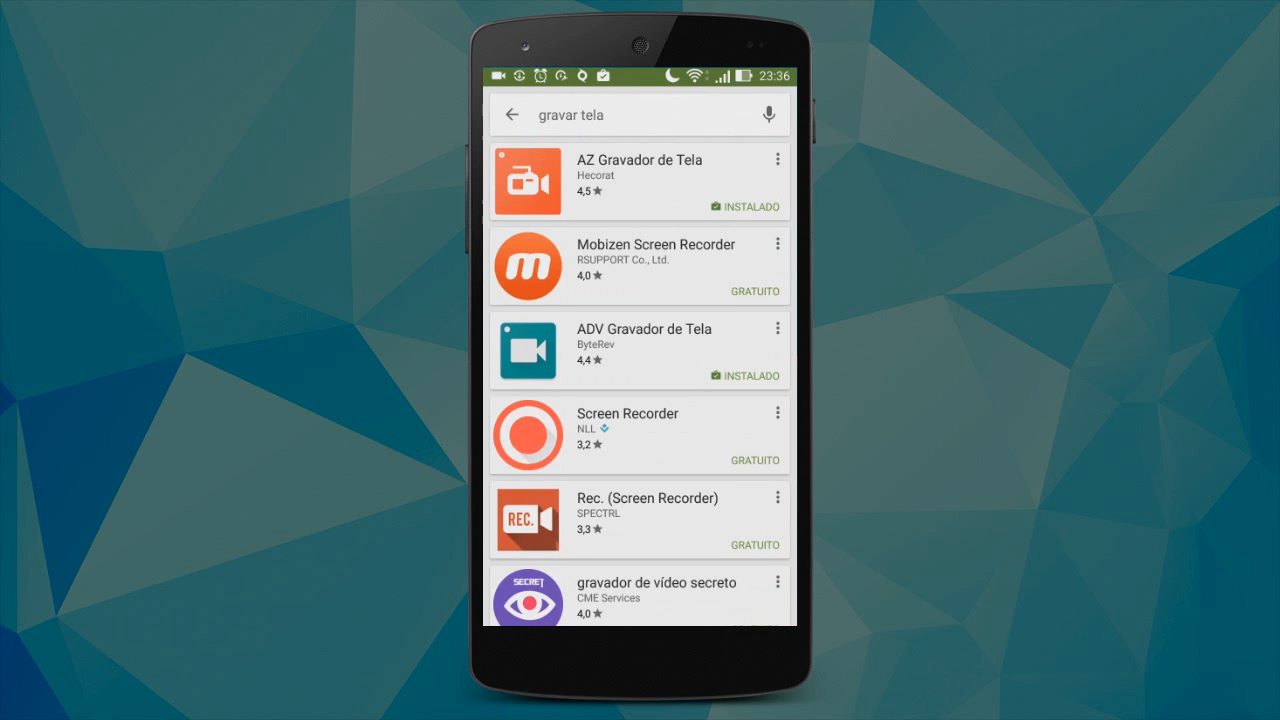 23:36
gravar tela
AZ Gravador de Tela
Hecorat
4,5
INSTALADO
m
Mobizen Screen Recorder
RSUPPORT Co., Ltd.
4,0
GRATUITO
ADV Gravador de Tela
ByteRev
4,4
INSTALADO
Screen Recorder
NLL
3,2
GRATUITO
REC.
Rec. (Screen Recorder)
SPECTRL
3,3
GRATUITO
SECRET
gravador de vídeo secreto
CME Services
4,0